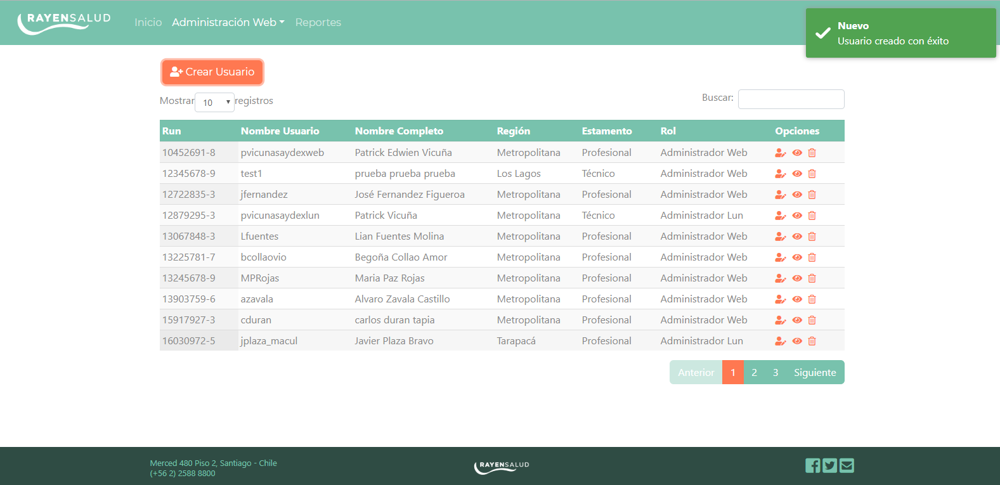 RAYENSALUD Inicio Administración Web Reportes
Nuevo
Usuario creado con éxito
Crear Usuario
Mostrar 10 registros Buscar:
Run Nombre Usuario Nombre Completo Región Estamento Rol Opciones
10452691-8 pvicunasaydexweb Patrick Edwien Vicuña Metropolitana Profesional Administrador Web
12345678-9 test1 prueba prueba prueba Los Lagos Técnico Administrador Web
12722835-3 jfernandez José Fernandez Figueroa Metropolitana Profesional Administrador Web
12879295-3 pvicunasaydexlun Patrick Vicuña Metropolitana Técnico Administrador Lun
13067848-3 Lfuentes Lian Fuentes Molina Metropolitana Profesional Administrador Web
13225781-7 bcollaovio Begoña Collao Amor Metropolitana Profesional Administrador Web
13245678-9 MPRojas Maria Paz Rojas Metropolitana Profesional Administrador Web
13903759-6 azavala Alvaro Zavala Castillo Metropolitana Profesional Administrador Web
15917927-3 cduran carlos duran tapia Metropolitana Profesional Administrador Web
16030972-5 jplaza_macul Javier Plaza Bravo Tarapacá Profesional Administrador Lun
Anterior 1 2 3 Siguiente
Merced 480 Piso 2, Santiago - Chile
(+56 2) 2588 8800
RAYENSALUD